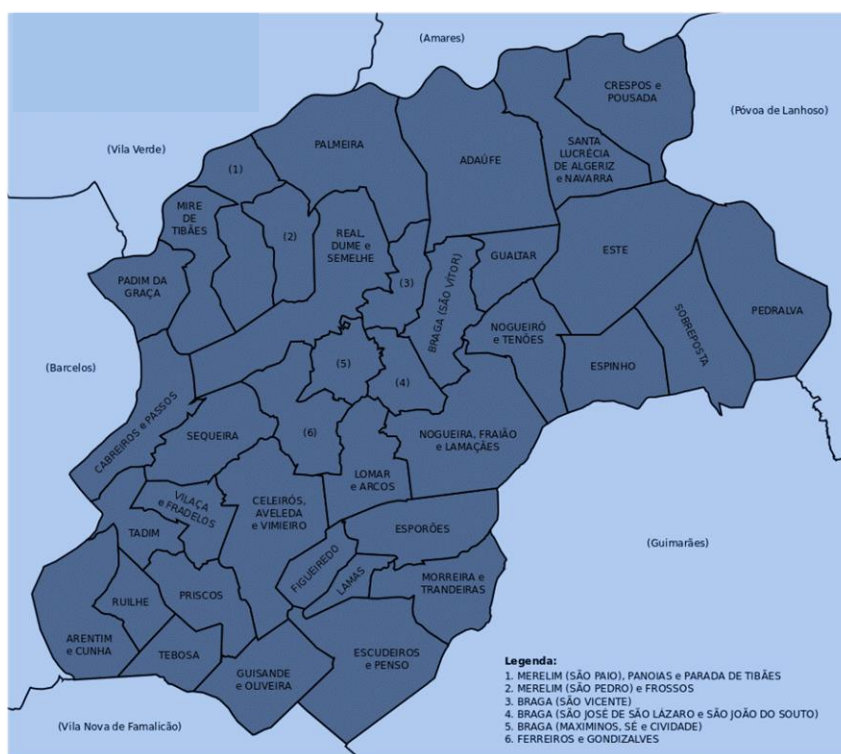 (Amares)
CRESPOS e
POUSADA
(Póvoa de Lanhoso)
(Vila Verde)
PALMEIRA
ADAÚFE
SANTA
LUCRÉCIA
DE ALGERIZ
e NAVARRA
(1)
MIRE
DE
TIBÃES
(2)
REAL,
DUME e
SEMELHE
(3)
BRAGA (SÃO VÍTOR)
GUALTAR
ESTE
PADIM DA
GRAÇA
NOGUEIRÓ
e TENÕES
SOBREPOSTA
PEDRALVA
(Barcelos)
(5)
(4)
ESPINHO
CABREIROS e PASSOS
SEQUEIRA
(6)
NOGUEIRA, FRAIÃO
e LAMAÇÃES
LOMAR
e ARCOS
VILAÇA
e FRADELOS
CELEIRÓS,
AVELEDA
e VIMIEIRO
TADIM
ESPORÕES
(Guimarães)
FIGUEIREDO
LAMAS
MORREIRA e
TRANDEIRAS
RUILHE
PRISCOS
ARENTIM
e CUNHA
TEBOSA
GUISANDE
e OLIVEIRA
ESCUDEIROS
e PENSO
(Vila Nova de Famalicão)
Legenda:
1. MERELIM (SÃO PAIO), PANOIAS e PARADA DE TIBÃES
2. MERELIM (SÃO PEDRO) e FROSSOS
3. BRAGA (SÃO VICENTE)
4. BRAGA (SÃO JOSÉ DE SÃO LÁZARO e SÃO JOÃO DO SOUTO)
5. BRAGA (MAXIMINOS, SÉ e CIVIDADE)
6. FERREIROS e GONDIZALVES